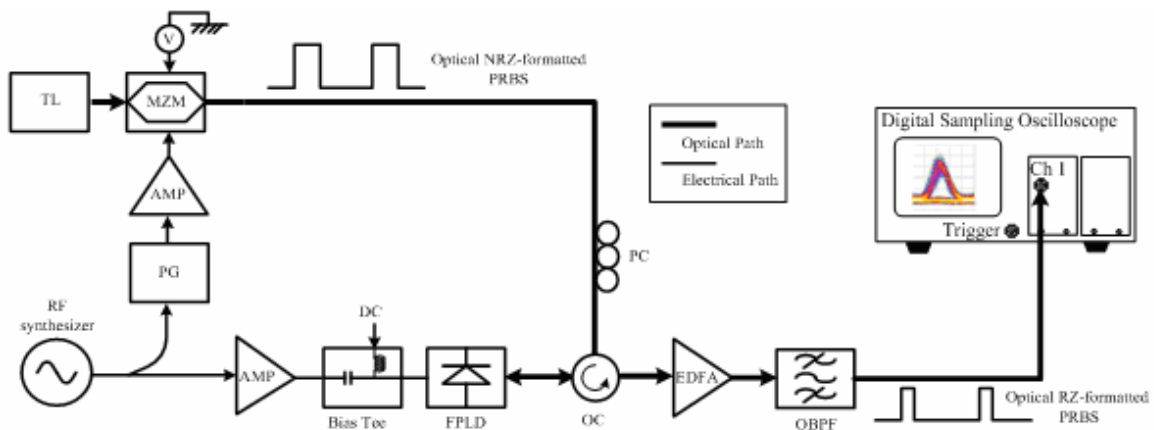 V
Optical NRZ-formatted
PRBS
TL
MZM
Optical Path
Electrical Path
Digital Sampling Oscilloscope
Ch 1
Trigger
AMP
PG
PC
RF
synthesizer
DC
AMP
Bias Tee
FPLD
OC
EDFA
OBPF
Optical RZ-formatted
PRBS